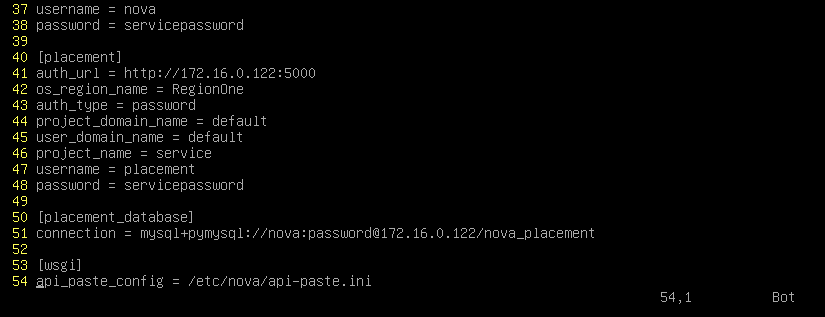 37 username = nova
38 password = servicepassword
39
40 [placement]
41 auth_url = http://172.16.0.122:5000
42 os_region_name = RegionOne
43 auth_type = password
44 project_domain_name = default
45 user_domain_name = default
46 project_name = service
47 username = placement
48 password = servicepassword
49
50 [placement_database]
51 connection = mysql+pymysql://nova:password@172.16.0.122/nova_placement
52
53 [wsgi]
54 api_paste_config = /etc/nova/api-paste.ini
54,1 Bot